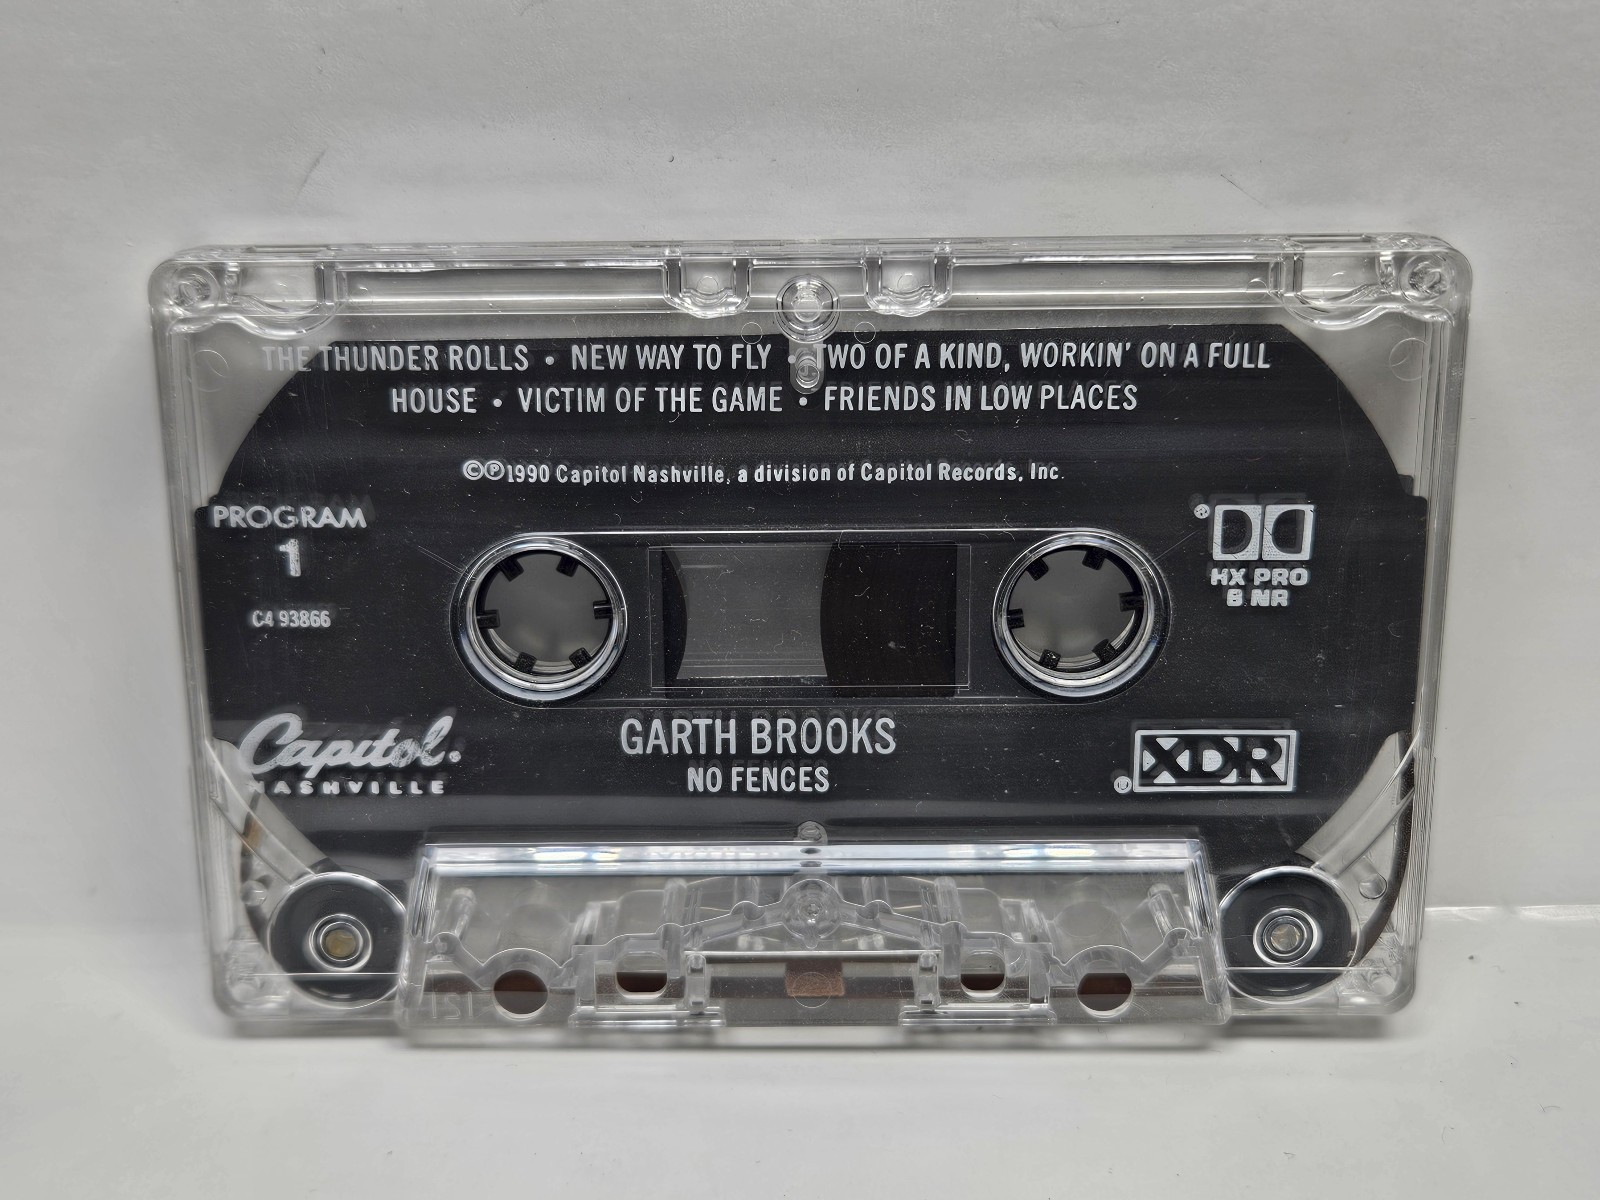 THE THUNDER ROLLS • NEW WAY TO FLY • TWO OF A KIND, WORKIN' ON A FULL
HOUSE • VICTIM OF THE GAME • FRIENDS IN LOW PLACES
©℗1990 Capitol Nashville, a division of Capitol Records, Inc.
PROGRAM
1
C4 93866
®
HX PRO
B NR
Capitol
NASHVILLE
GARTH BROOKS
NO FENCES
XDR